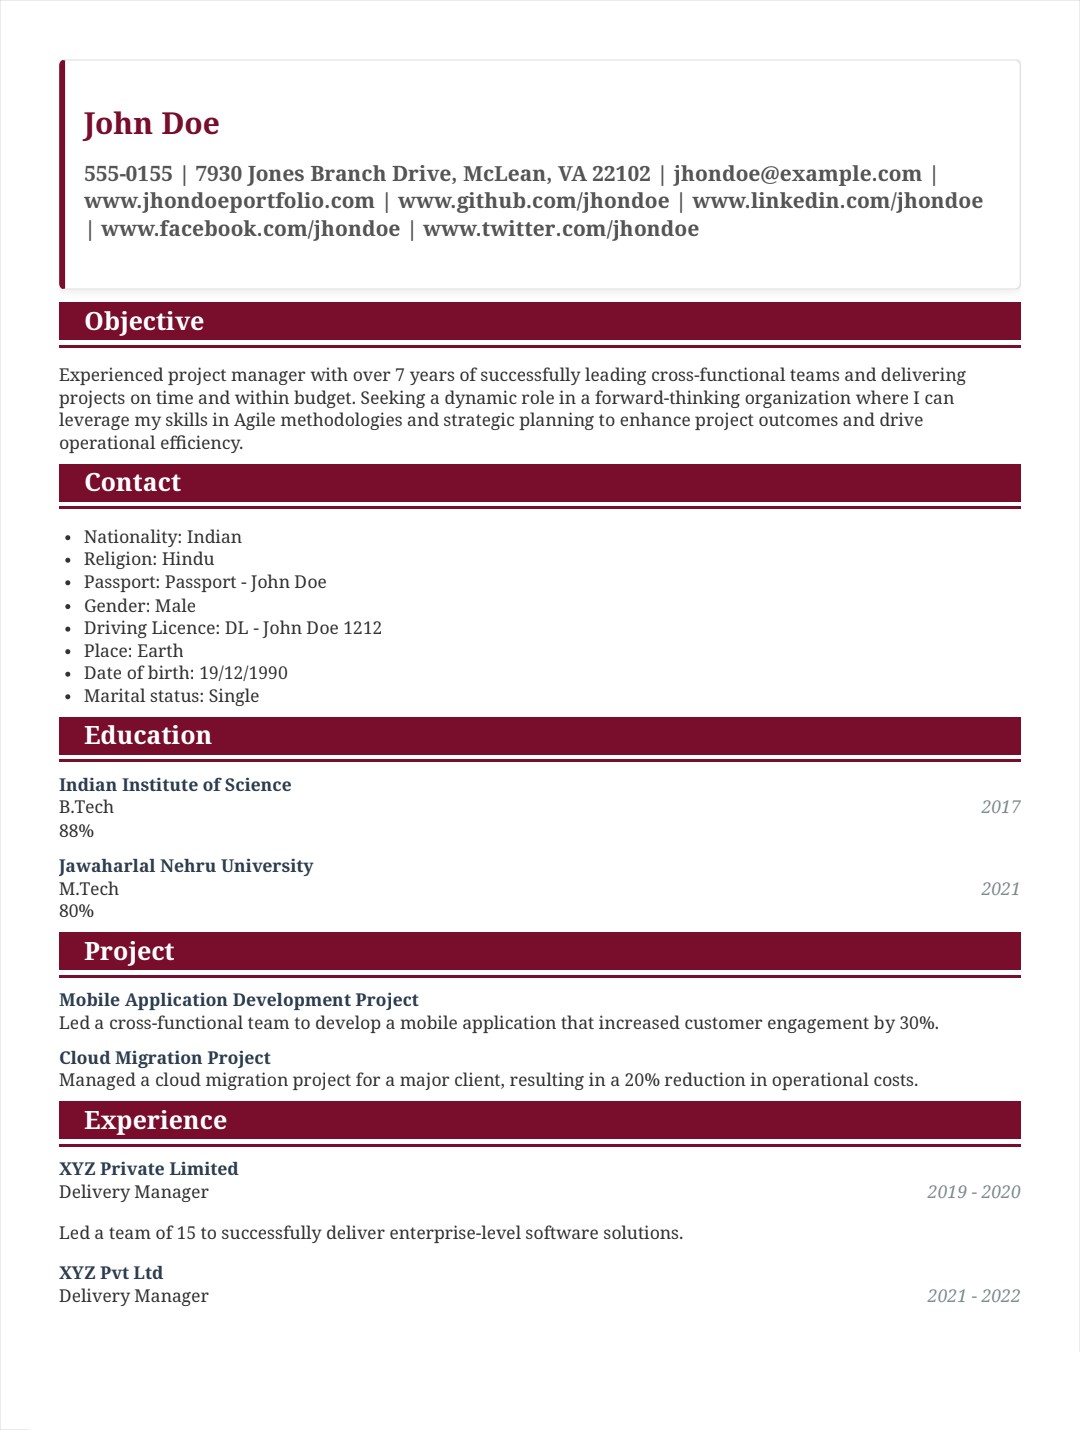 John Doe
555-0155 | 7930 Jones Branch Drive, McLean, VA 22102 | jhondoe@example.com |
www.jhondoeportfolio.com | www.github.com/jhondoe | www.linkedin.com/jhondoe
| www.facebook.com/jhondoe | www.twitter.com/jhondoe
Objective
Experienced project manager with over 7 years of successfully leading cross-functional teams and delivering
projects on time and within budget. Seeking a dynamic role in a forward-thinking organization where I can
leverage my skills in Agile methodologies and strategic planning to enhance project outcomes and drive
operational efficiency.
Contact
• Nationality: Indian
• Religion: Hindu
• Passport: Passport - John Doe
• Gender: Male
• Driving Licence: DL - John Doe 1212
• Place: Earth
• Date of birth: 19/12/1990
• Marital status: Single
Education
Indian Institute of Science
B.Tech 2017
88%
Jawaharlal Nehru University
M.Tech 2021
80%
Project
Mobile Application Development Project
Led a cross-functional team to develop a mobile application that increased customer engagement by 30%.
Cloud Migration Project
Managed a cloud migration project for a major client, resulting in a 20% reduction in operational costs.
Experience
XYZ Private Limited
Delivery Manager 2019 - 2020
Led a team of 15 to successfully deliver enterprise-level software solutions.
XYZ Pvt Ltd
Delivery Manager 2021 - 2022